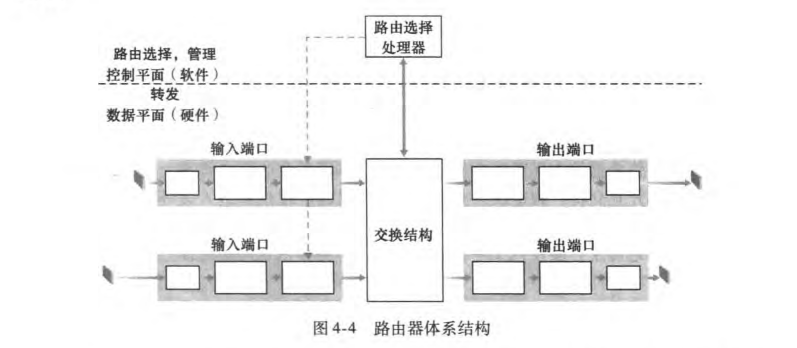 路由选择
处理器
路由选择，管理
控制平面（软件）
转发
数据平面（硬件）
输入端口
输出端口
交换结构
输入端口
输出端口
图 4-4 路由器体系结构